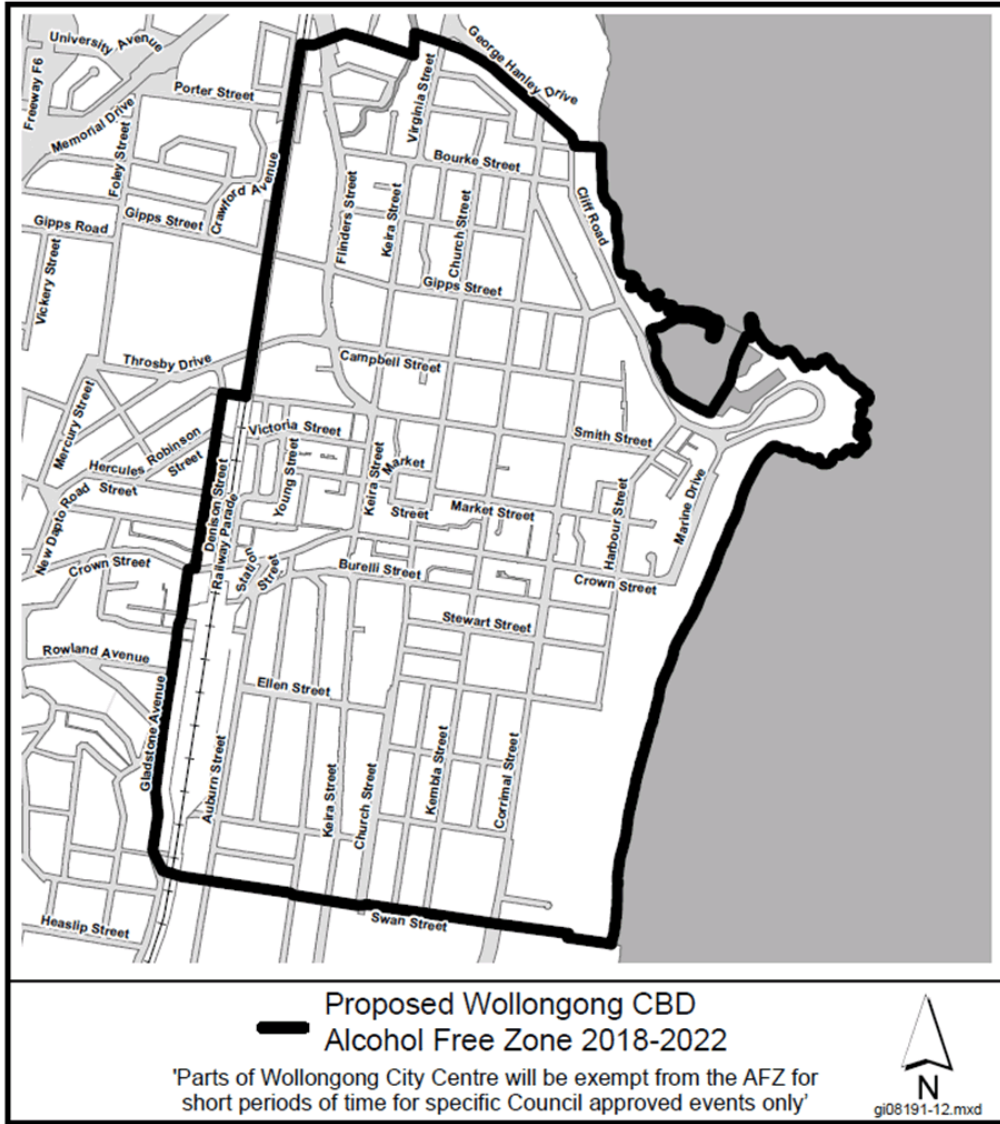 University Avenue
George Hanley Drive
Freeway F6
Porter Street
Virginia Street
Memorial Drive
Foley Street
Bourke Street
Crawford Avenue
Flinders Street
Keira Street
Church Street
Cliff Road
Gipps Road
Gipps Street
Vickery Street
Gipps Street
Throsby Drive
Campbell Street
Mercury Street
Victoria Street
Smith Street
Robinson
Street
Hercules
Street
Young Street
Keira Street
Market
Street
Market Street
Harbour Street
Marine Drive
New Dapto Road
Denison Street
Railway Parade
Station
Street
Crown Street
Burelli Street
Crown Street
Stewart Street
Rowland Avenue
Ellen Street
Gladstone Avenue
Auburn Street
Keira Street
Church Street
Kembla Street
Corrimal Street
Heaslip Street
Swan Street
Proposed Wollongong CBD
Alcohol Free Zone 2018-2022
'Parts of Wollongong City Centre will be exempt from the AFZ for
short periods of time for specific Council approved events only'
N
gi08191-12.mxd